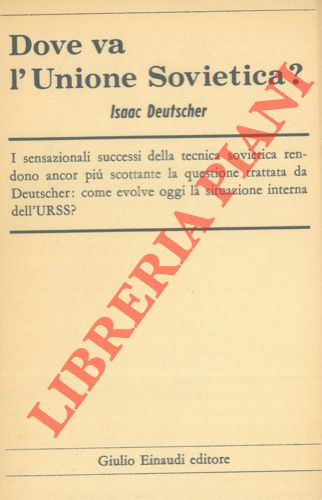 Dove va
l'Unione Sovietica?
Isaac Deutscher
I sensazionali successi della tecnica sovietica ren-
dono ancor piú scottante la questione trattata da
Deutscher: come evolve oggi la situazione interna
dell'URSS?
LIBRERIA PIANI
Giulio Einaudi editore